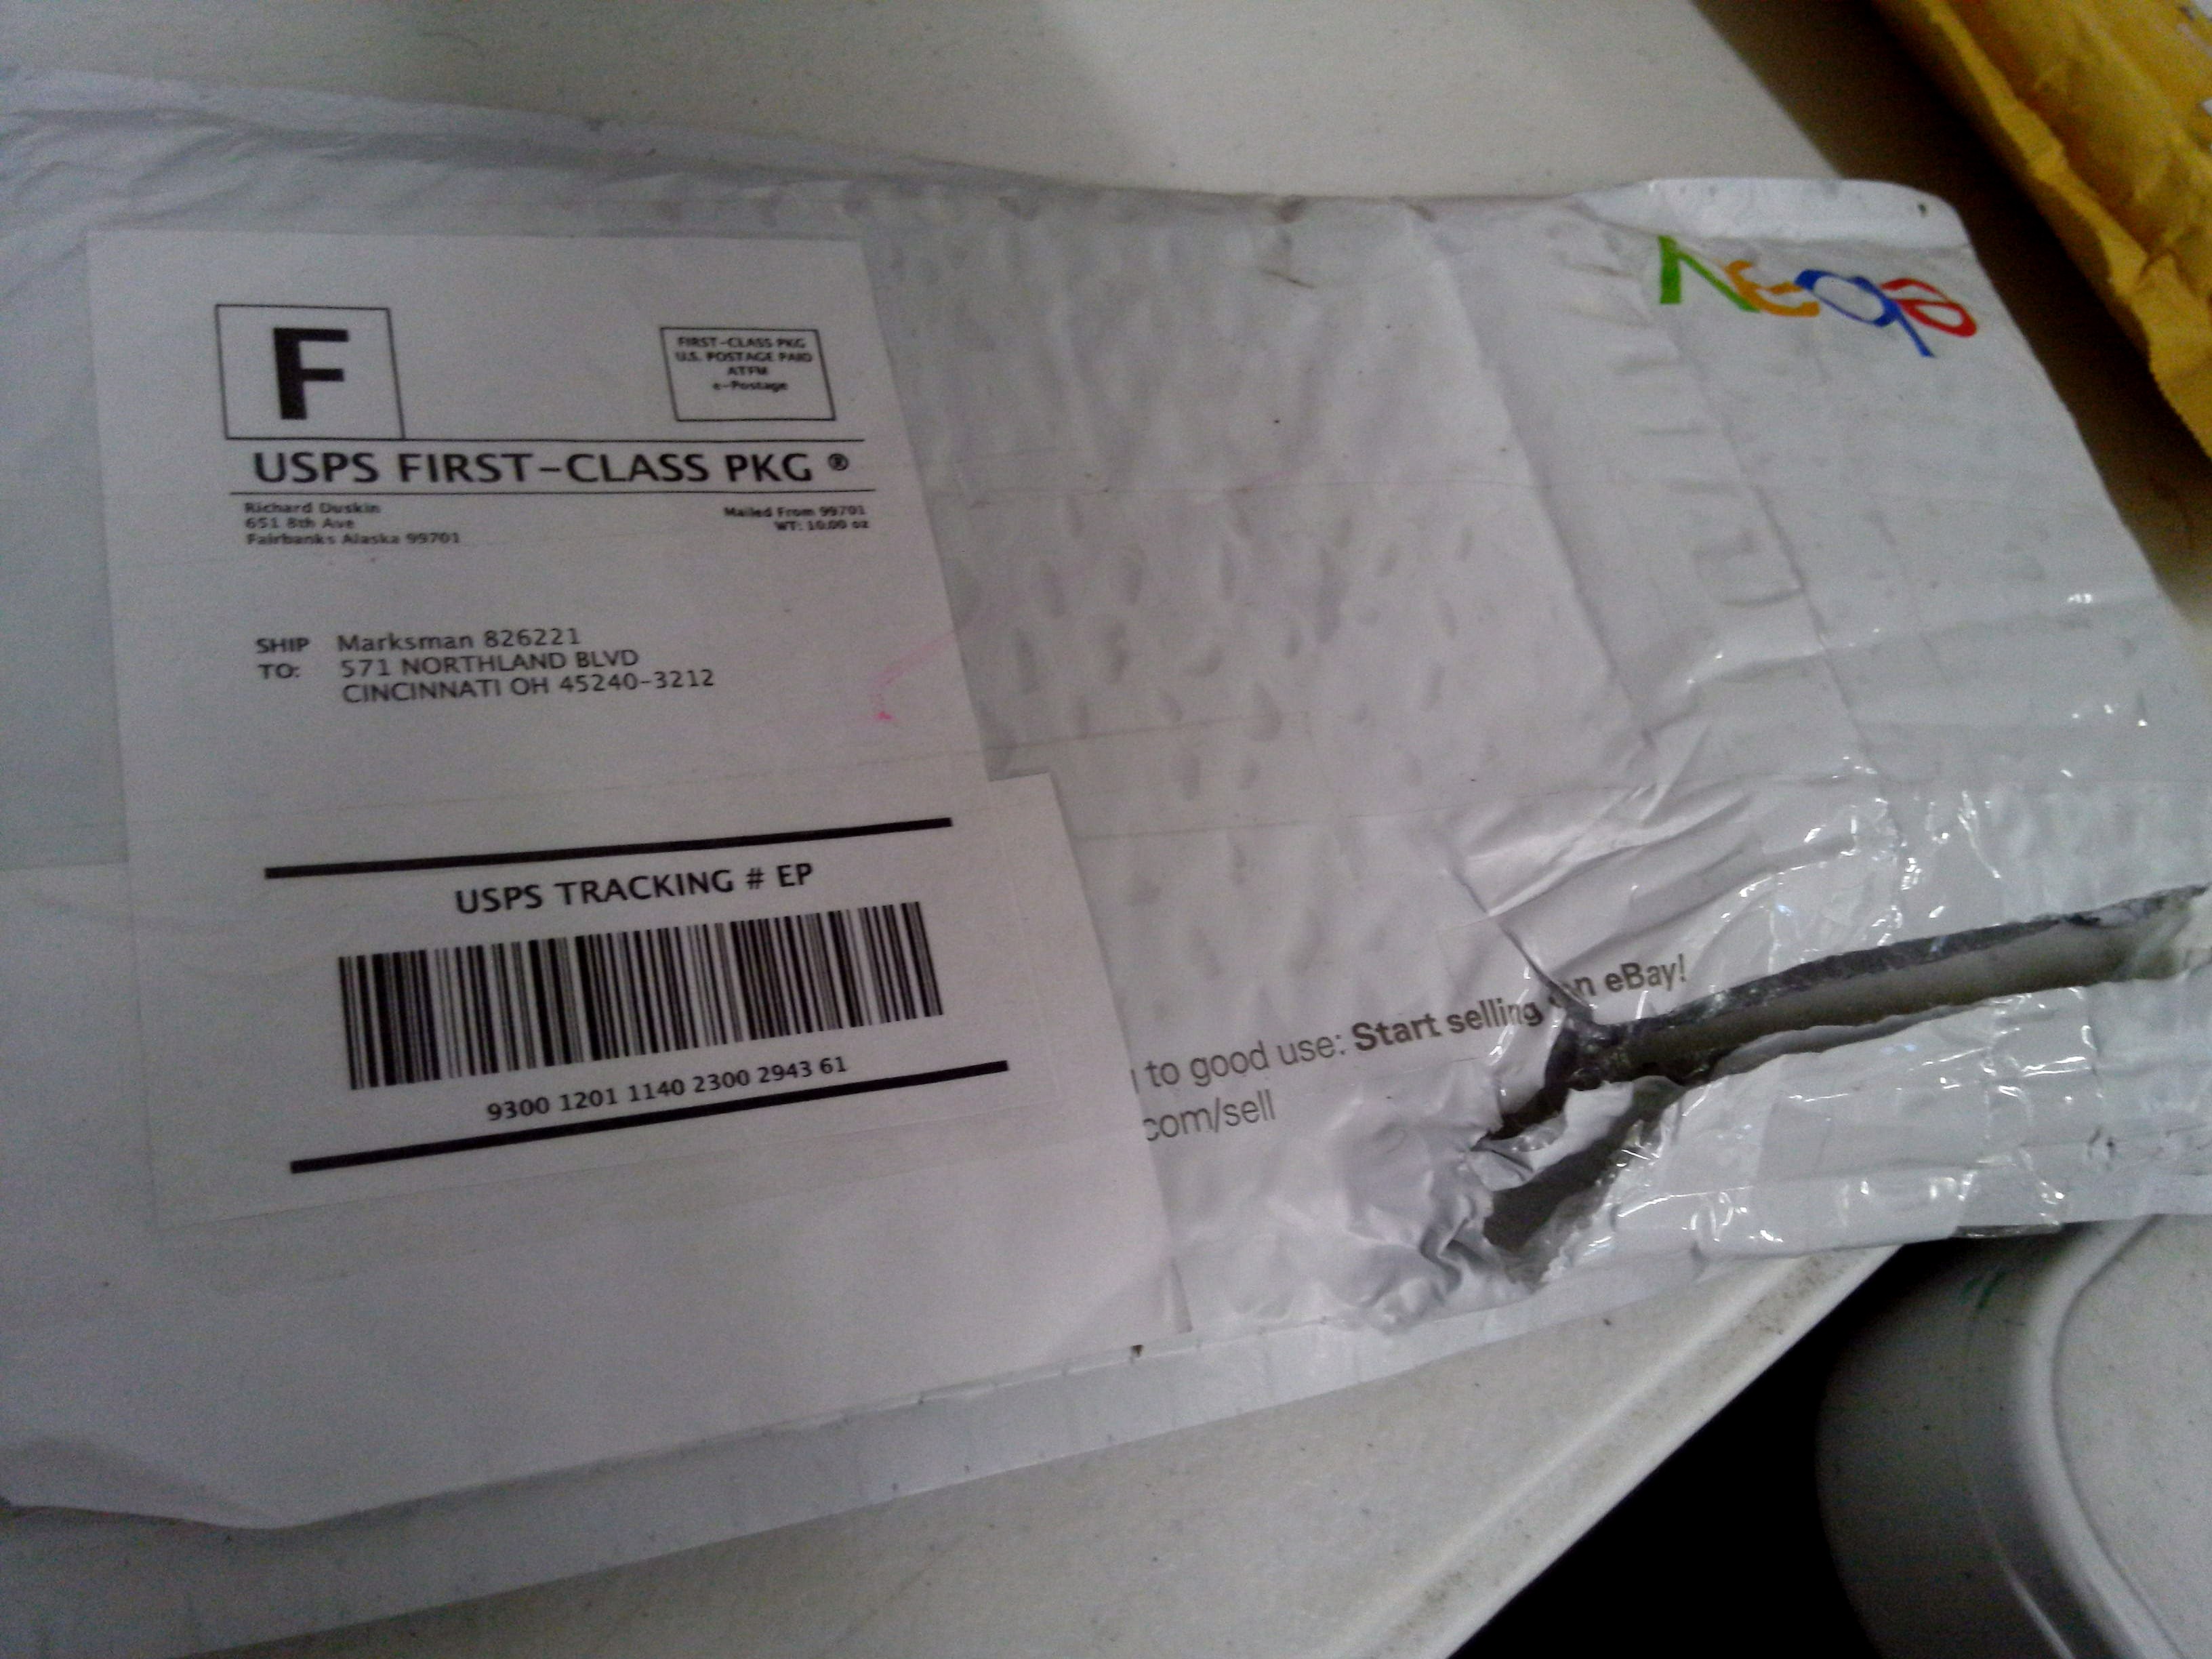 F
FIRST-CLASS PKG
U.S. POSTAGE PAID
ATFM
e-Postage
USPS FIRST-CLASS PKG ®
Richard Duskin
651 8th Ave
Fairbanks Alaska 99701
Mailed From 99701
WT: 10.00 oz
SHIP TO:
Marksman 826221
571 NORTHLAND BLVD
CINCINNATI OH 45240-3212
USPS TRACKING # EP
9300 1201 1140 2300 2943 61
ebay
to good use: Start selling on eBay!
.com/sell